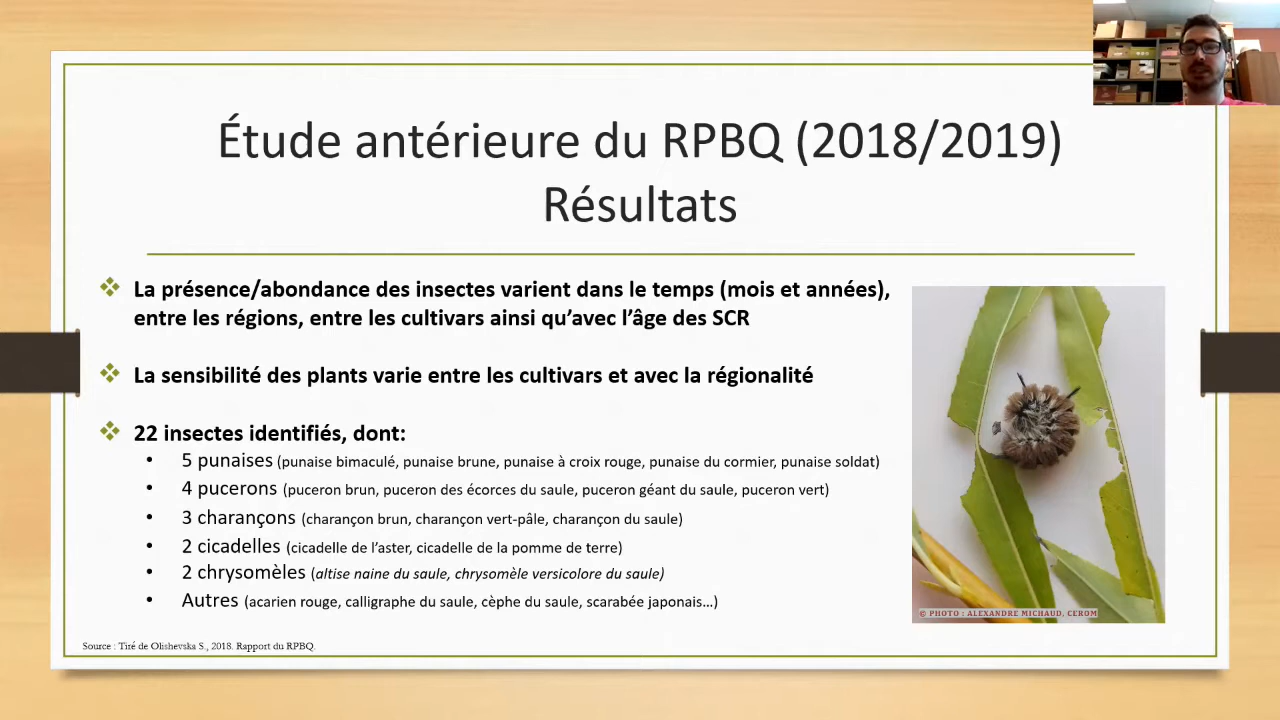 Étude antérieure du RPBQ (2018/2019)
Résultats
La présence/abondance des insectes varient dans le temps (mois et années),
entre les régions, entre les cultivars ainsi qu’avec l’âge des SCR
La sensibilité des plants varie entre les cultivars et avec la régionalité
22 insectes identifiés, dont:
• 5 punaises (punaise bimaculé, punaise brune, punaise à croix rouge, punaise du cormier, punaise soldat)
• 4 pucerons (puceron brun, puceron des écorces du saule, puceron géant du saule, puceron vert)
• 3 charançons (charançon brun, charançon vert-pâle, charançon du saule)
• 2 cicadelles (cicadelle de l’aster, cicadelle de la pomme de terre)
• 2 chrysomèles (altise naine du saule, chrysomèle versicolore du saule)
• Autres (acarien rouge, calligraphe du saule, cèphe du saule, scarabée japonais…)
© PHOTO : ALEXANDRE MICHAUD, CEROM
Source : Tiré de Olishevska S., 2018. Rapport du RPBQ.